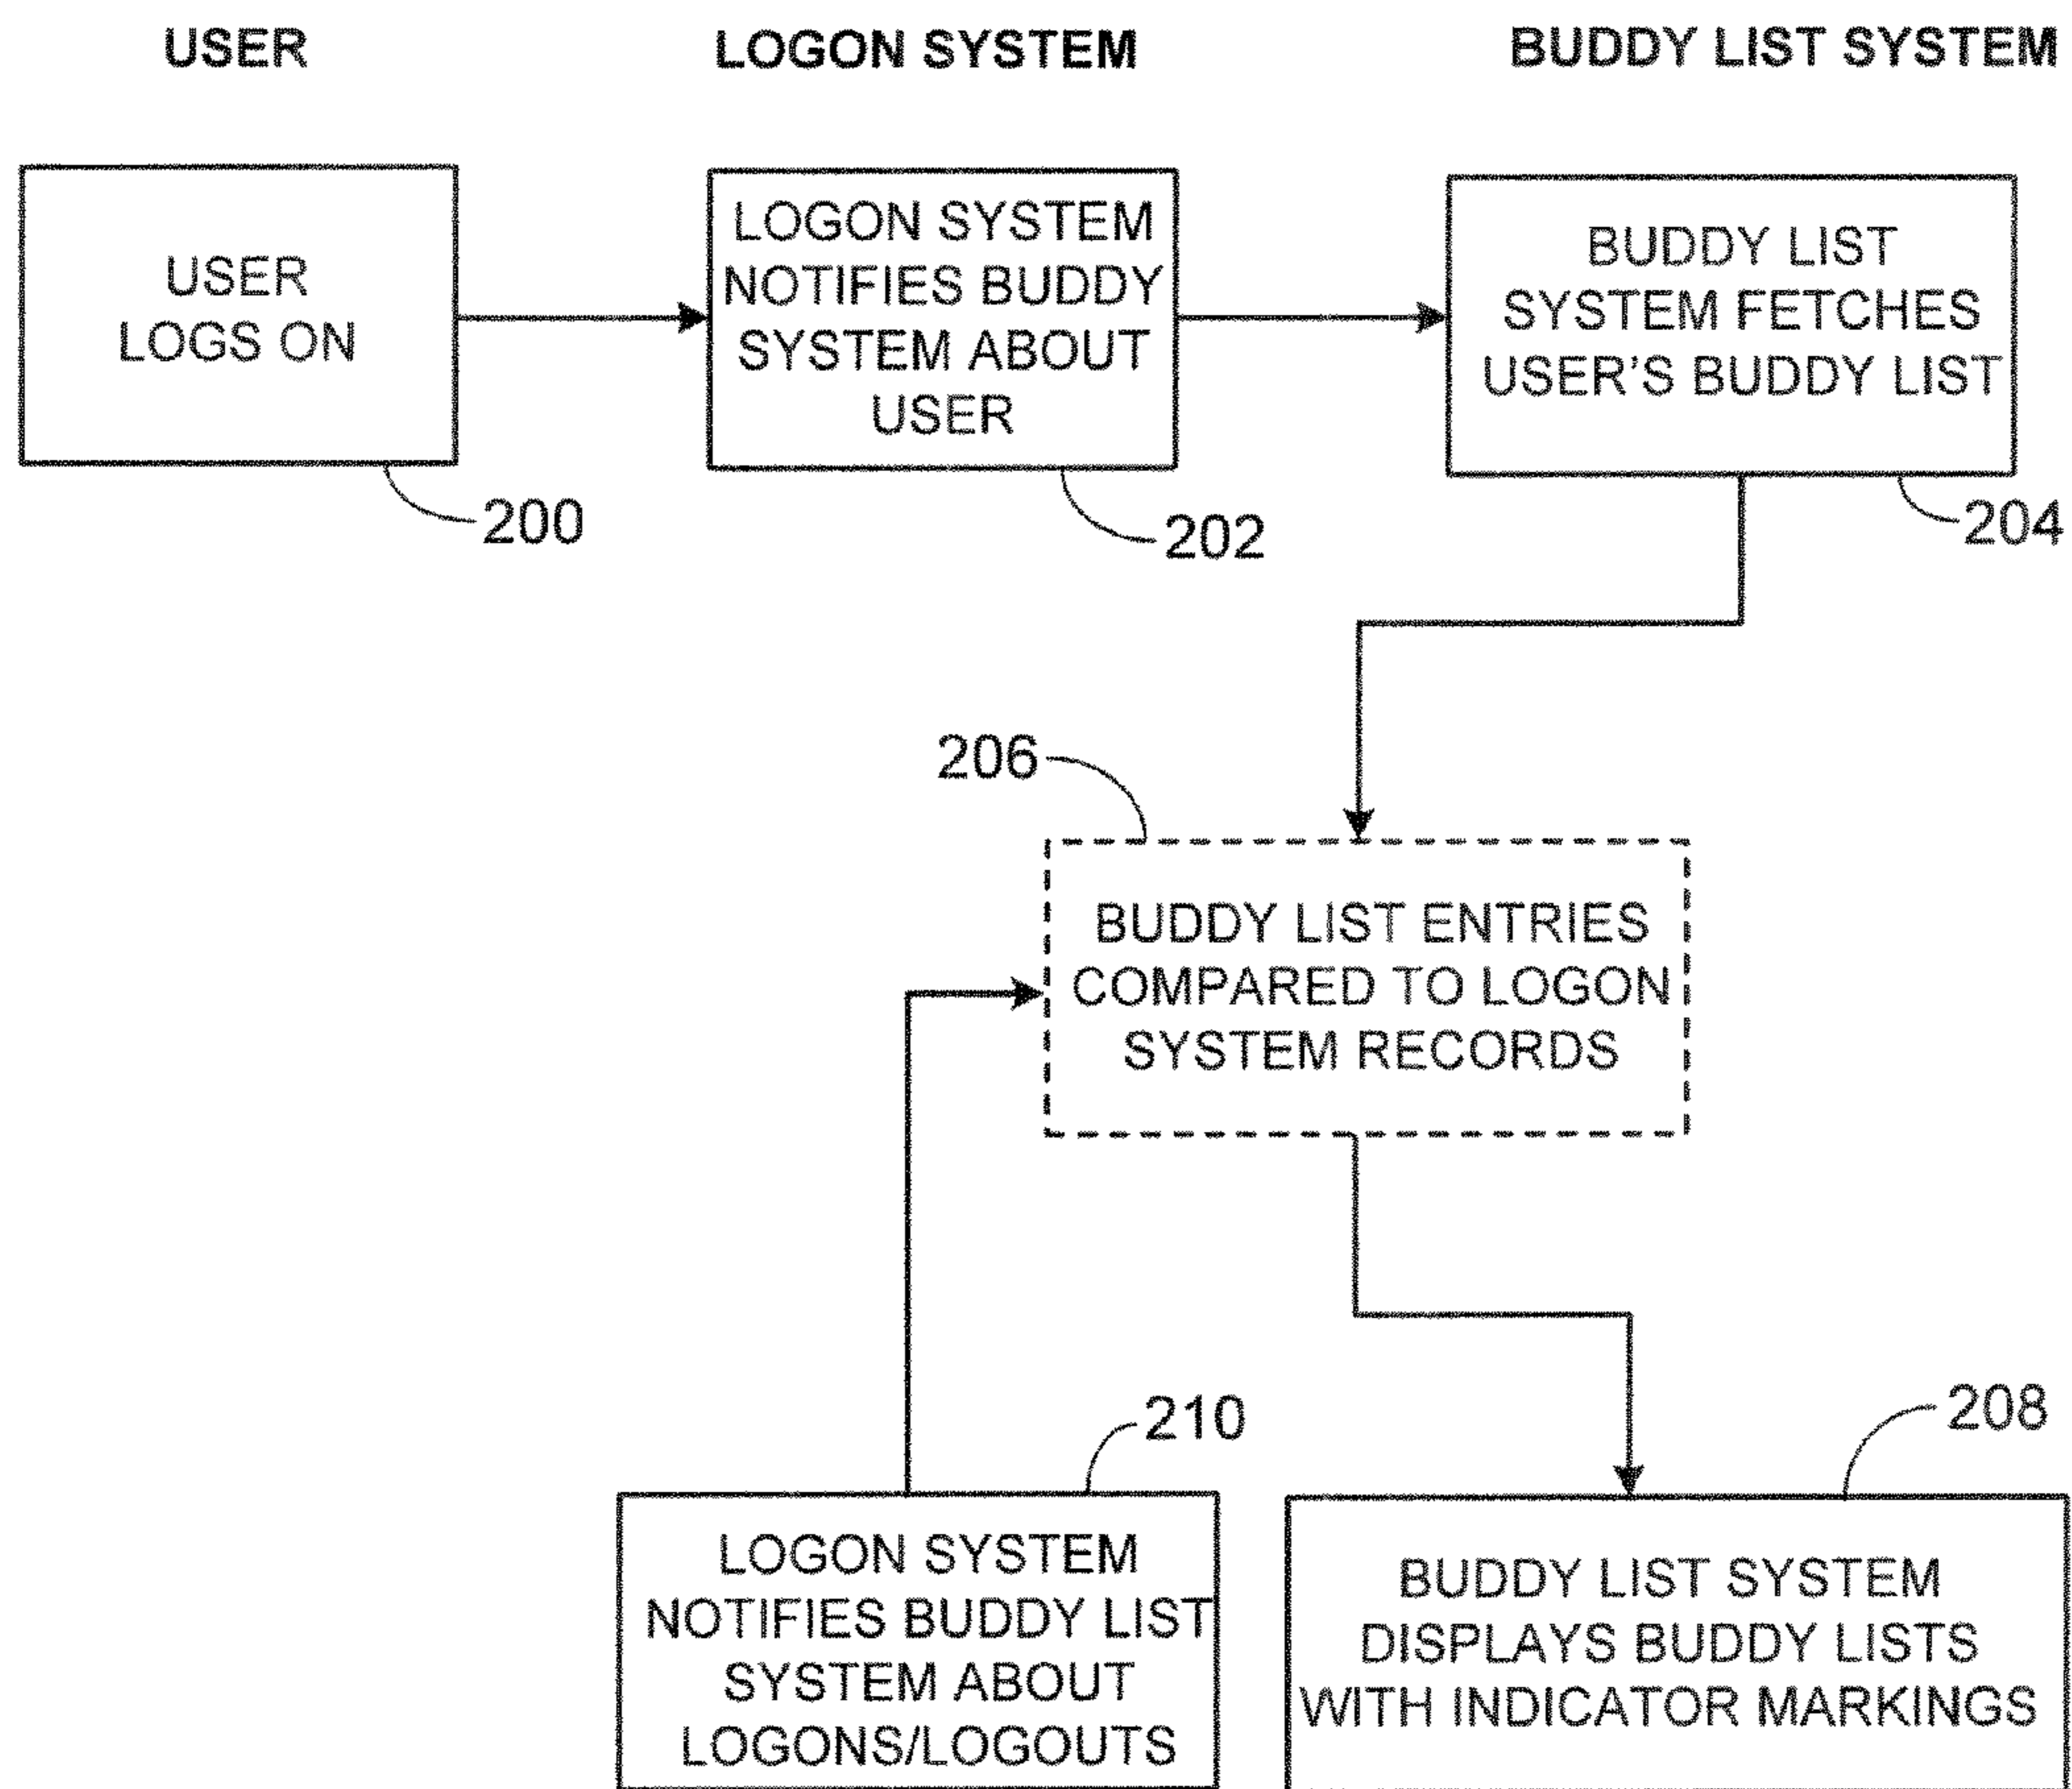 USER
LOGON SYSTEM
BUDDY LIST SYSTEM
USER
LOGS ON
200
LOGON SYSTEM
NOTIFIES BUDDY
SYSTEM ABOUT
USER
202
BUDDY LIST
SYSTEM FETCHES
USER'S BUDDY LIST
204
206
BUDDY LIST ENTRIES
COMPARED TO LOGON
SYSTEM RECORDS
210
LOGON SYSTEM
NOTIFIES BUDDY LIST
SYSTEM ABOUT
LOGONS/LOGOUTS
208
BUDDY LIST SYSTEM
DISPLAYS BUDDY LISTS
WITH INDICATOR MARKINGS